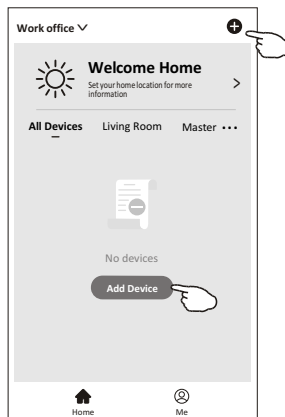 Work office
Welcome Home
Set your home location for more
information
All Devices Living Room Master •••
No devices
Add Device
Home Me